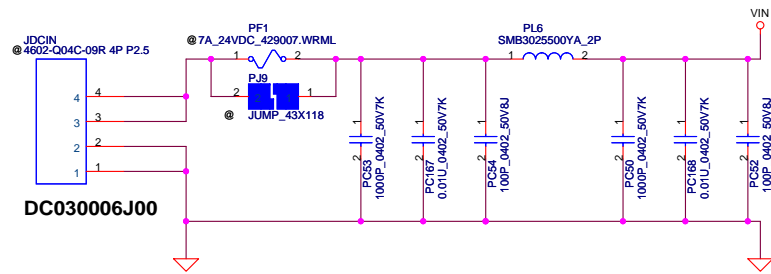 JDCIN
@ 4602-Q04C-09R 4P P2.5
4
3
2
1
4
3
2
1
DC030006J00
PF1
@ 7A_24VDC_429007.WRML
1
2
PJ9
2
2
1
1
@ JUMP_43X118
PL6
SMB3025500YA_2P
1
2
VIN
1
2
PC53
1000P_0402_50V7K
1
2
PC167
0.01U_0402_50V7K
1
2
PC54
100P_0402_50V8J
1
2
PC50
1000P_0402_50V7K
1
2
PC168
0.01U_0402_50V7K
1
2
PC52
100P_0402_50V8J